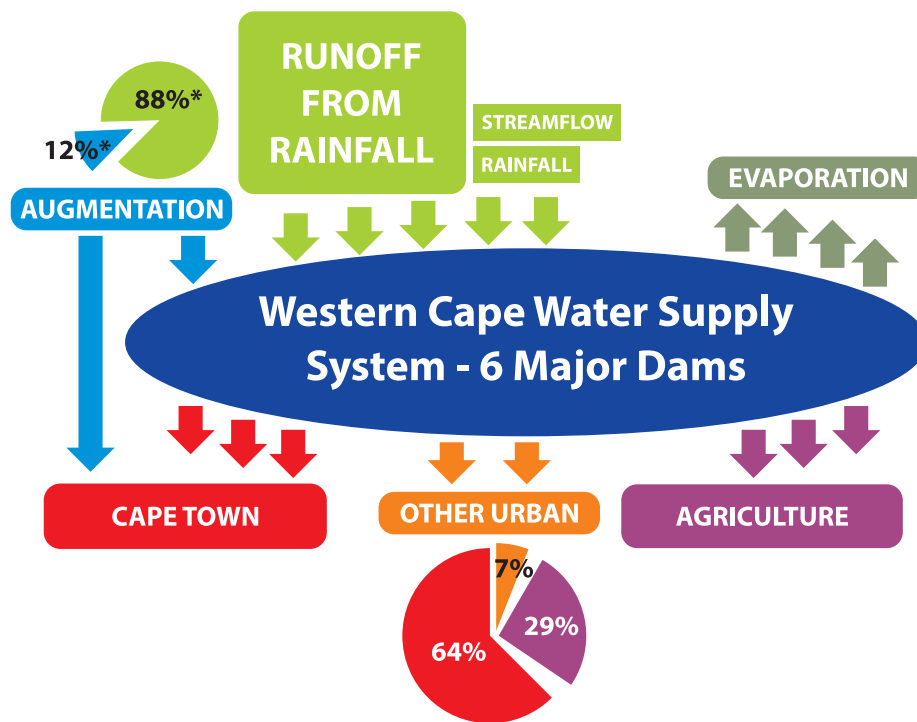 88%*
12%*
AUGMENTATION
RUNOFF
FROM
RAINFALL
STREAMFLOW
RAINFALL
EVAPORATION
Western Cape Water Supply
System - 6 Major Dams
CAPE TOWN
OTHER URBAN
AGRICULTURE
7%
29%
64%